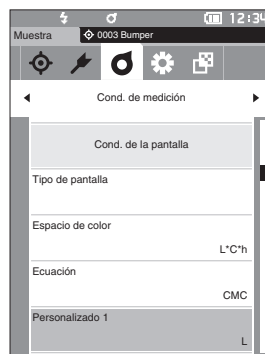 12:34
Muestra
0003 Bumper
Cond. de medición
Cond. de la pantalla
Tipo de pantalla
Espacio de color
L*C*h
Ecuación
CMC
Personalizado 1
L